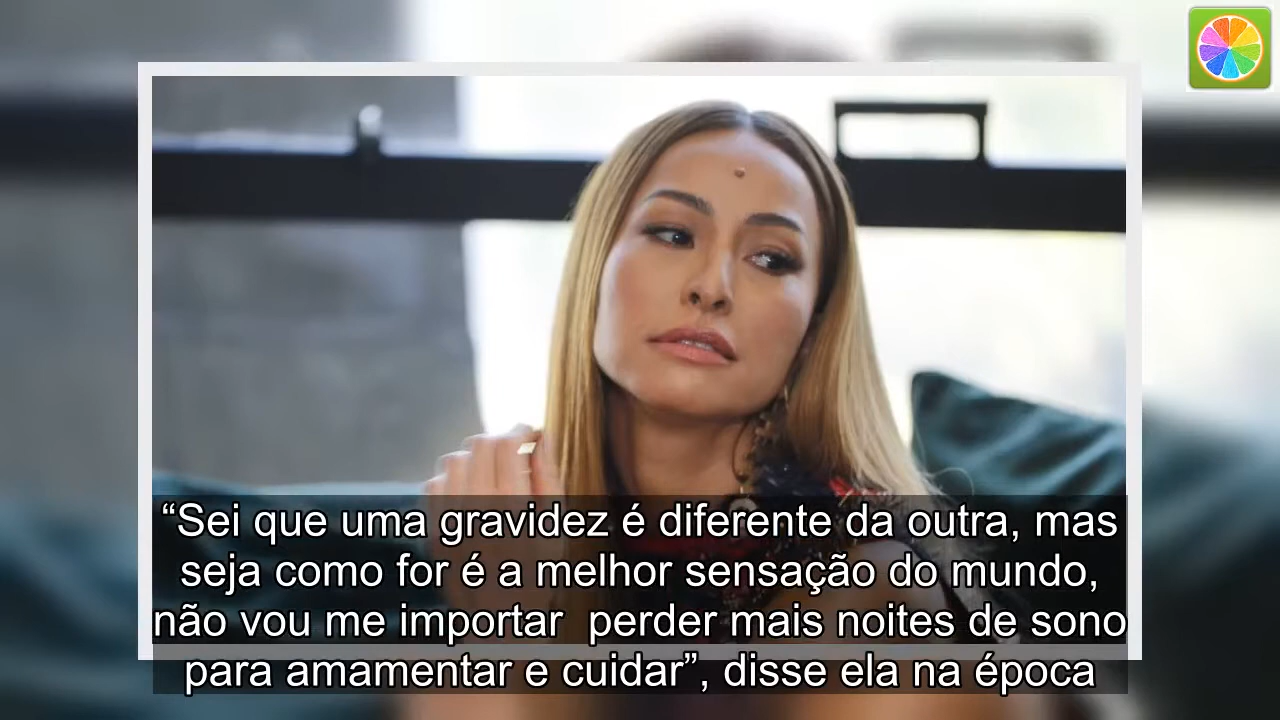 “Sei que uma gravidez é diferente da outra, mas
seja como for é a melhor sensação do mundo,
não vou me importar  perder mais noites de sono
para amamentar e cuidar”, disse ela na época